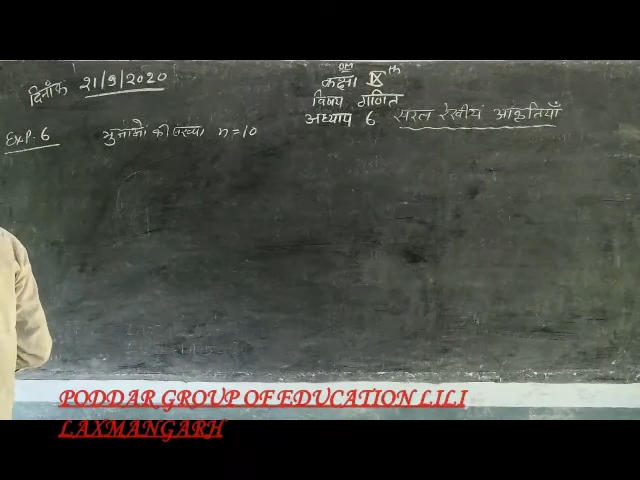 ॐ
दिनाँक 21/9/2020
कक्षा IX th
विषय गणित
अध्याय 6 सरल रेखीय आकृतियाँ
Exp. 6 भुजाओं की संख्या n = 10
PODDAR GROUP OF EDUCATION LILI
LAXMANGARH